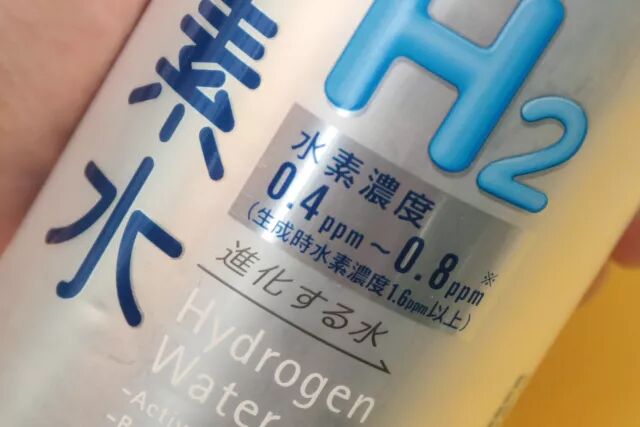 素水
H2
水素濃度
0.4ppm～0.8ppm※
(生成時水素濃度1.6ppm以上)
進化する水
Hydrogen
Water